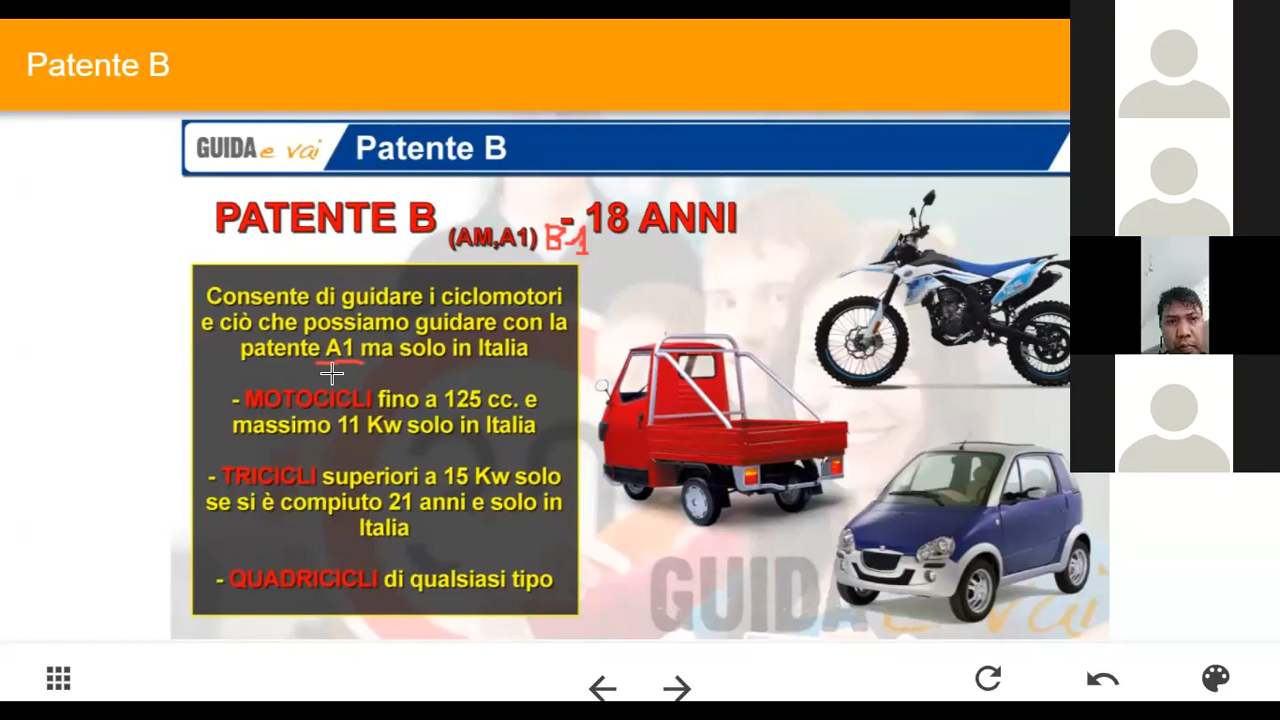 Patente B
GUIDA e vai Patente B
PATENTE B (AM,A1) B1 - 18 ANNI
Consente di guidare i ciclomotori
e ciò che possiamo guidare con la
patente A1 ma solo in Italia
- MOTOCICLI fino a 125 cc. e
massimo 11 Kw solo in Italia
- TRICICLI superiori a 15 Kw solo
se si è compiuto 21 anni e solo in
Italia
- QUADRICICLI di qualsiasi tipo
GUIDA e vai